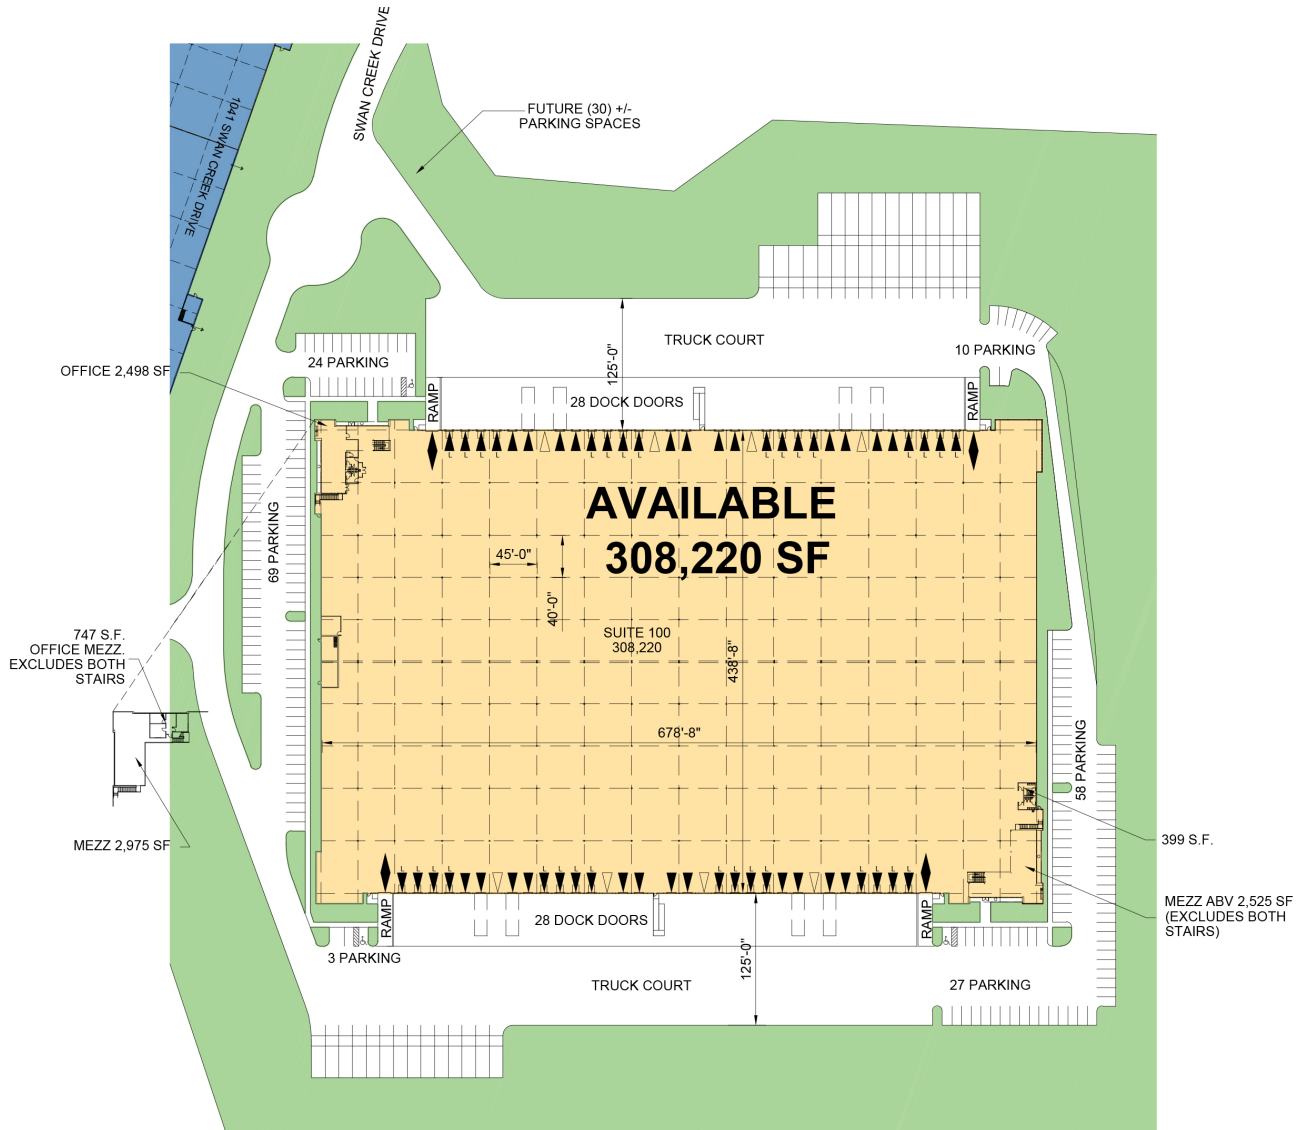 SWAN CREEK DRIVE
FUTURE (30) +/-
PARKING SPACES
1041 SWAN CREEK DRIVE
TRUCK COURT
125'-0"
10 PARKING
24 PARKING
OFFICE 2,498 SF
RAMP
28 DOCK DOORS
RAMP
L L L L L L L L L L L L L L L L
AVAILABLE
308,220 SF
45'-0"
40'-0"
69 PARKING
SUITE 100
308,220
438'-8"
747 S.F.
OFFICE MEZZ.
EXCLUDES BOTH
STAIRS
678'-8"
58 PARKING
MEZZ 2,975 SF
399 S.F.
MEZZ ABV 2,525 SF
(EXCLUDES BOTH
STAIRS)
RAMP
28 DOCK DOORS
RAMP
3 PARKING
125'-0"
TRUCK COURT
27 PARKING